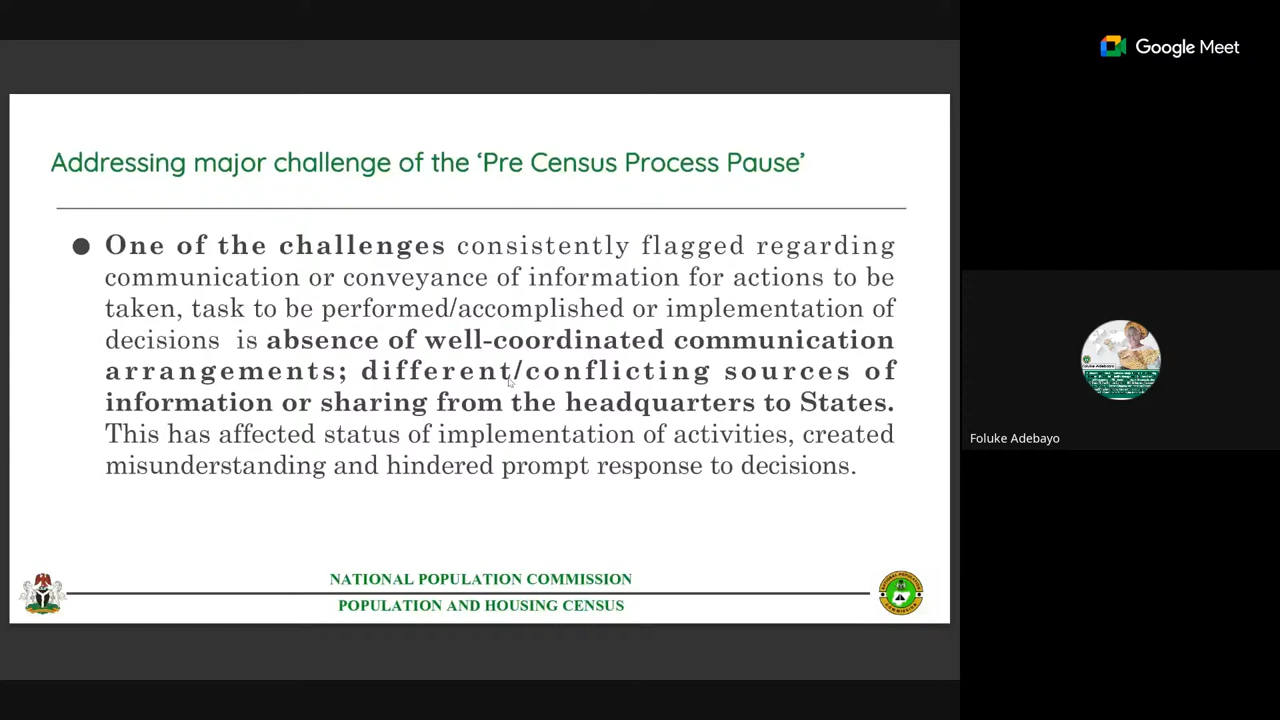 Google Meet
Addressing major challenge of the ‘Pre Census Process Pause’
● One of the challenges consistently flagged regarding
communication or conveyance of information for actions to be
taken, task to be performed/accomplished or implementation of
decisions is absence of well-coordinated communication
arrangements; different/conflicting sources of
information or sharing from the headquarters to States.
This has affected status of implementation of activities, created
misunderstanding and hindered prompt response to decisions.
NATIONAL POPULATION COMMISSION
POPULATION AND HOUSING CENSUS
Foluke Adebayo